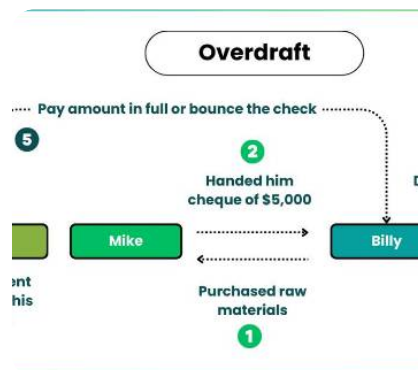 Overdraft
Pay amount in full or bounce the check
5
2
Handed him
cheque of $5,000
Mike
Billy
his
Purchased raw
materials
1